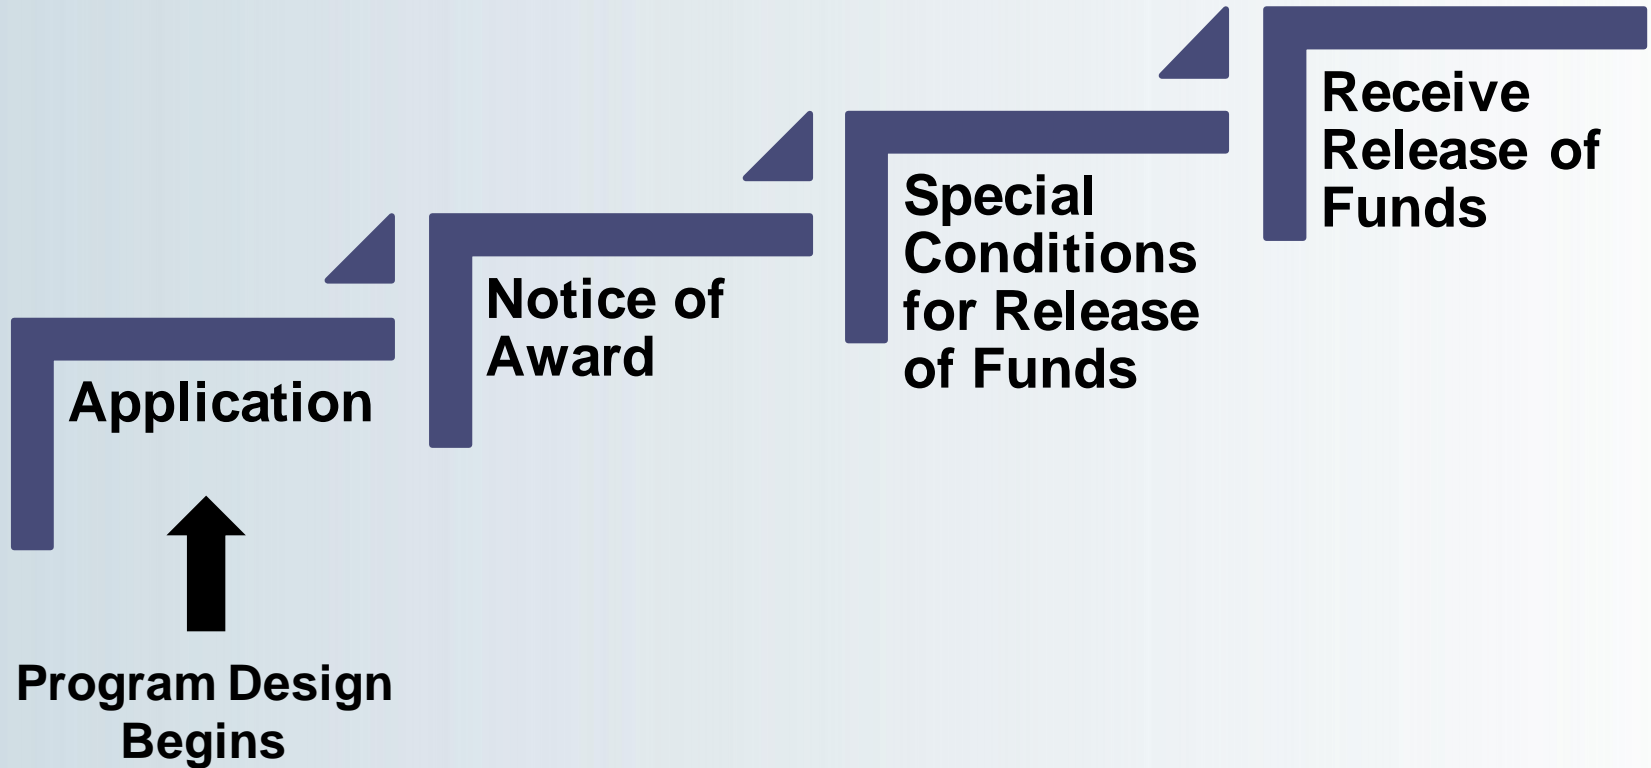 Application
Program Design
Begins
Notice of
Award
Special
Conditions
for Release
of Funds
Receive
Release of
Funds